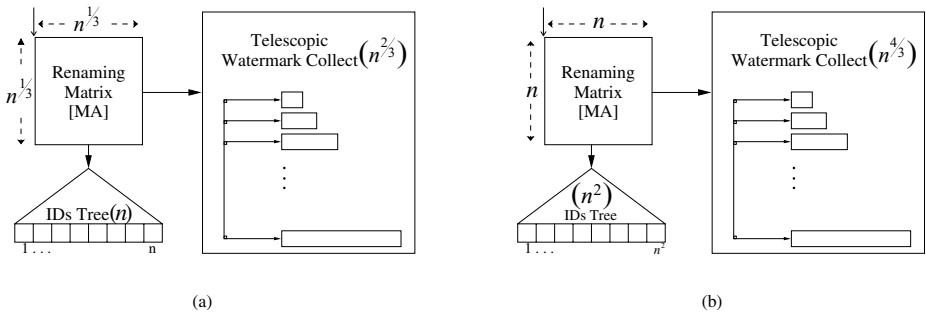 n^{1/3}
n^{1/3}
Renaming
Matrix
[MA]
Telescopic
Watermark Collect(n^{2/3})
⋮
IDs Tree(n)
1 . . . n
(a)
n
n
Renaming
Matrix
[MA]
Telescopic
Watermark Collect(n^{4/3})
⋮
(n^2)
IDs Tree
1 . . . n^2
(b)